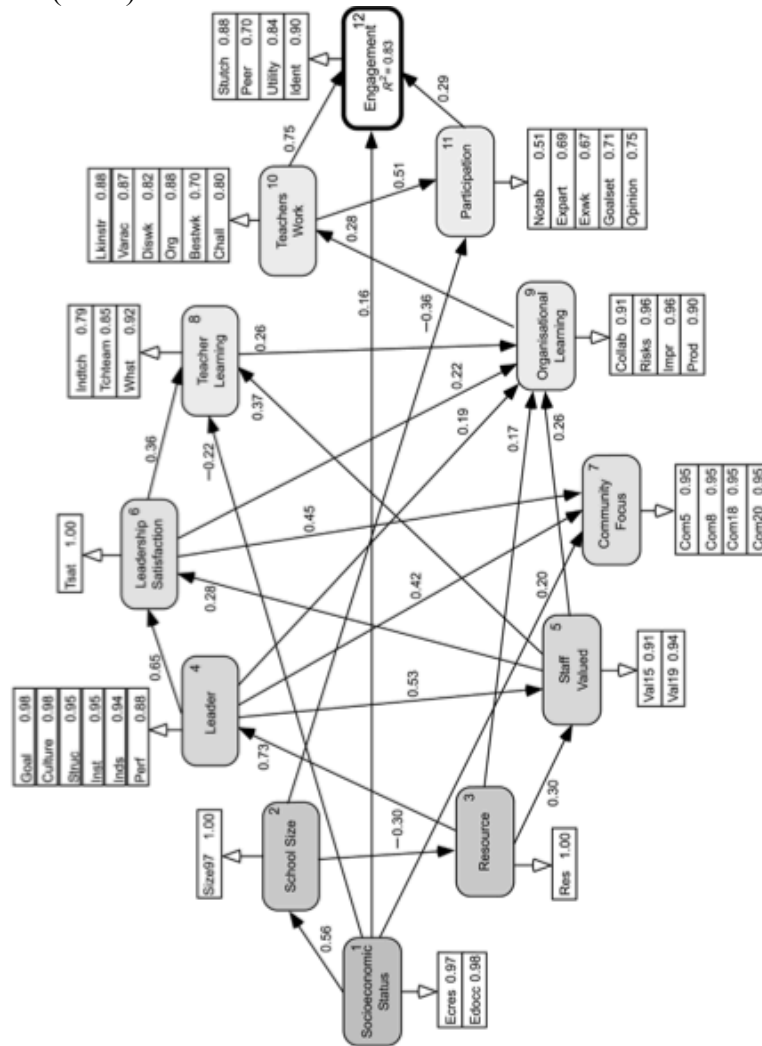 1
Socioeconomic
Status
Ecres 0.97
Edocc 0.98
0.56
2
School Size
Size97 1.00
−0.30
3
Resource
Res 1.00
0.73
0.30
4
Leader
Goal 0.98
Culture 0.98
Struc 0.95
Inst 0.95
Inds 0.94
Perf 0.88
0.65
0.53
0.42
0.19
5
Staff
Valued
Val15 0.91
Val19 0.94
0.28
0.37
0.26
6
Leadership
Satisfaction
Tsat 1.00
0.36
0.45
0.22
7
Community
Focus
Com5 0.95
Com8 0.95
Com18 0.95
Com20 0.95
0.20
0.17
−0.22
8
Teacher
Learning
Indtch 0.79
Tchteam 0.85
Whst 0.92
0.26
9
Organisational
Learning
Collab 0.91
Risks 0.96
Impr 0.96
Prod 0.90
0.28
−0.36
0.16
10
Teachers
Work
Lkinstr 0.88
Varac 0.87
Diswk 0.82
Org 0.88
Bestwk 0.70
Chall 0.80
0.75
0.51
11
Participation
Notab 0.51
Expart 0.69
Exwk 0.67
Goalset 0.71
Opinion 0.75
0.29
12
Engagement
R² = 0.83
Stutch 0.88
Peer 0.70
Utility 0.84
Ident 0.90